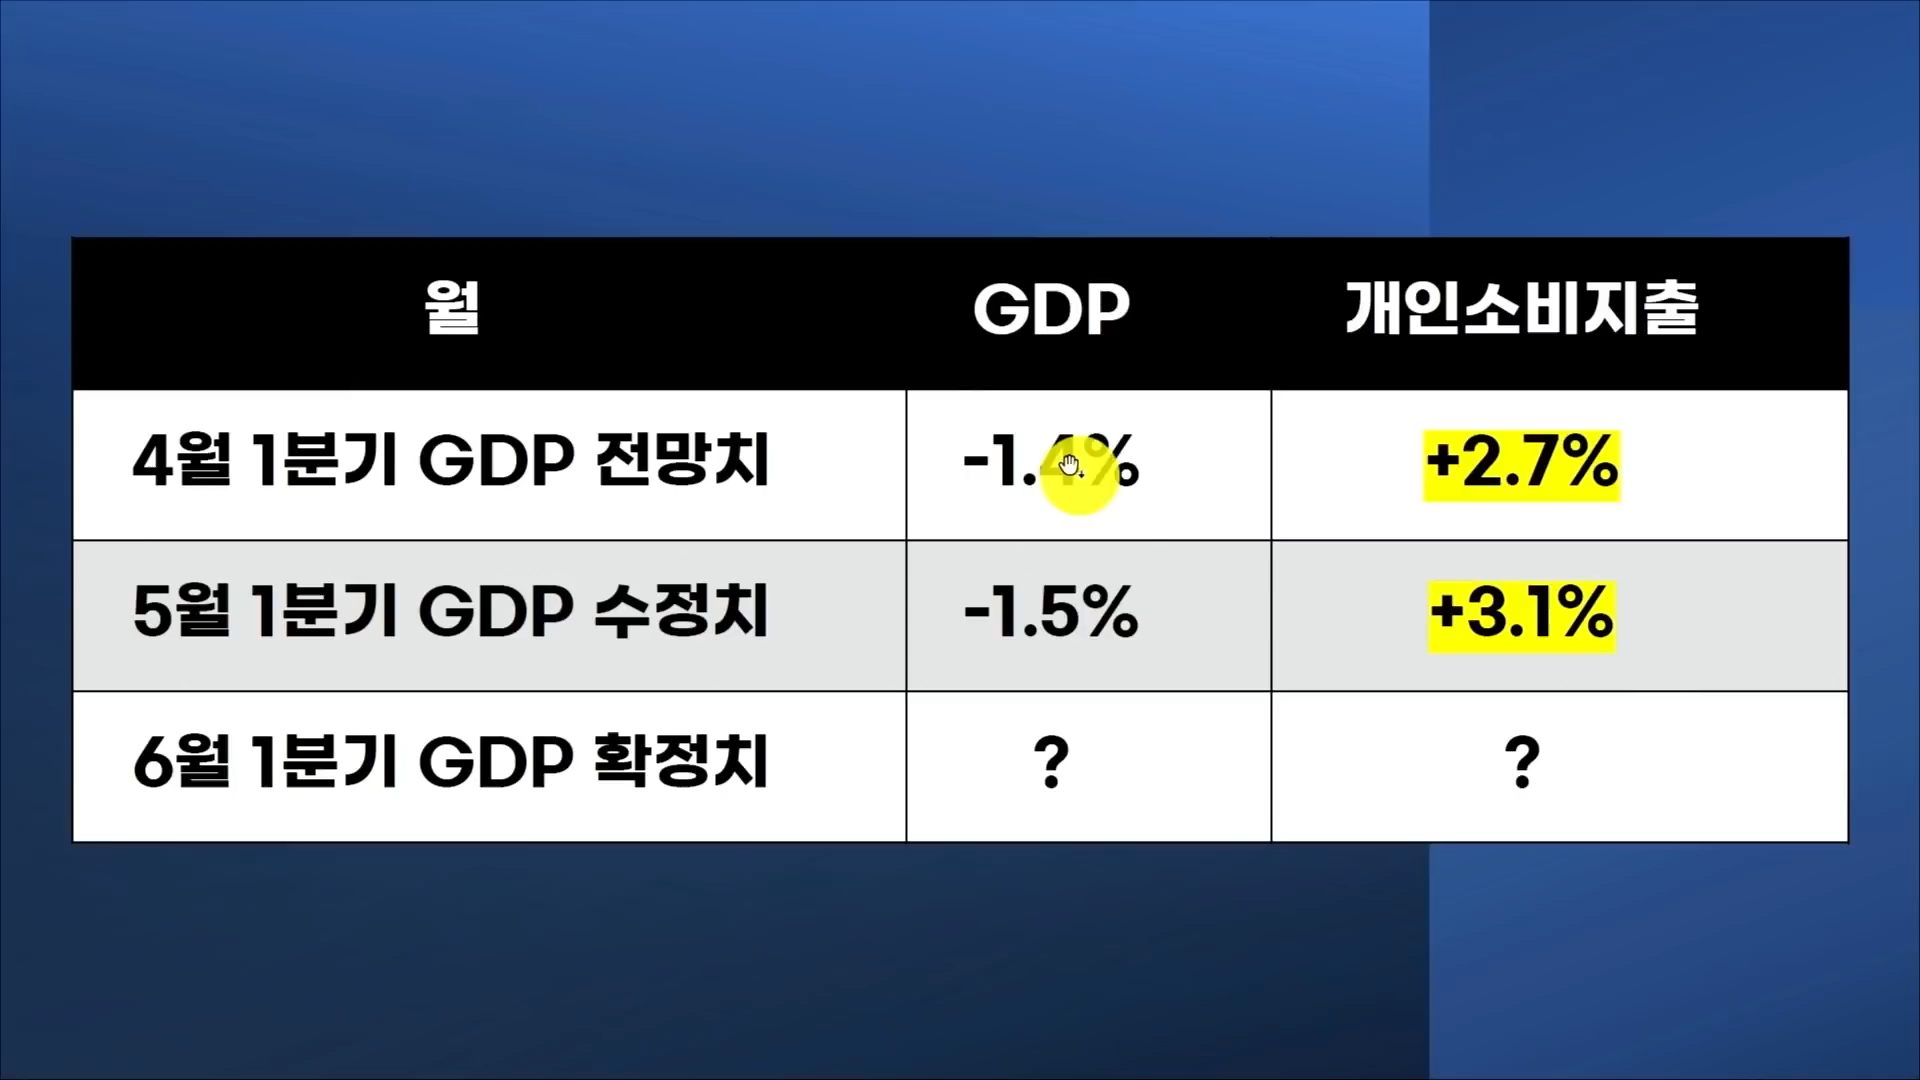 월 GDP 개인소비지출
4월 1분기 GDP 전망치 -1.4% +2.7%
5월 1분기 GDP 수정치 -1.5% +3.1%
6월 1분기 GDP 확정치 ? ?